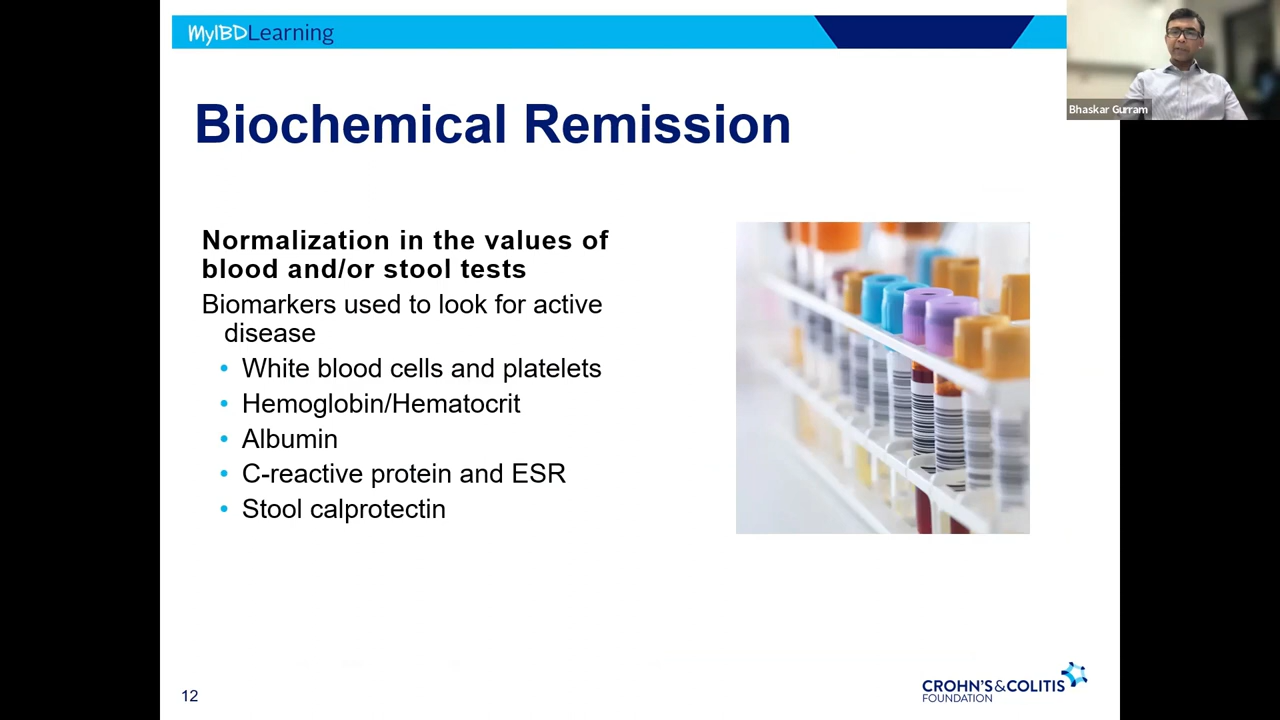 MyIBDLearning
Bhaskar Gurram
Biochemical Remission
Normalization in the values of
blood and/or stool tests
Biomarkers used to look for active
disease
• White blood cells and platelets
• Hemoglobin/Hematocrit
• Albumin
• C-reactive protein and ESR
• Stool calprotectin
12
CROHN'S&COLITIS
FOUNDATION